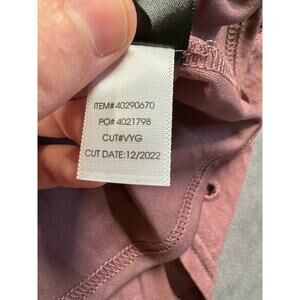 ITEM# 40290670
PO# 4021798
CUT#VYG
CUT DATE:12/2022